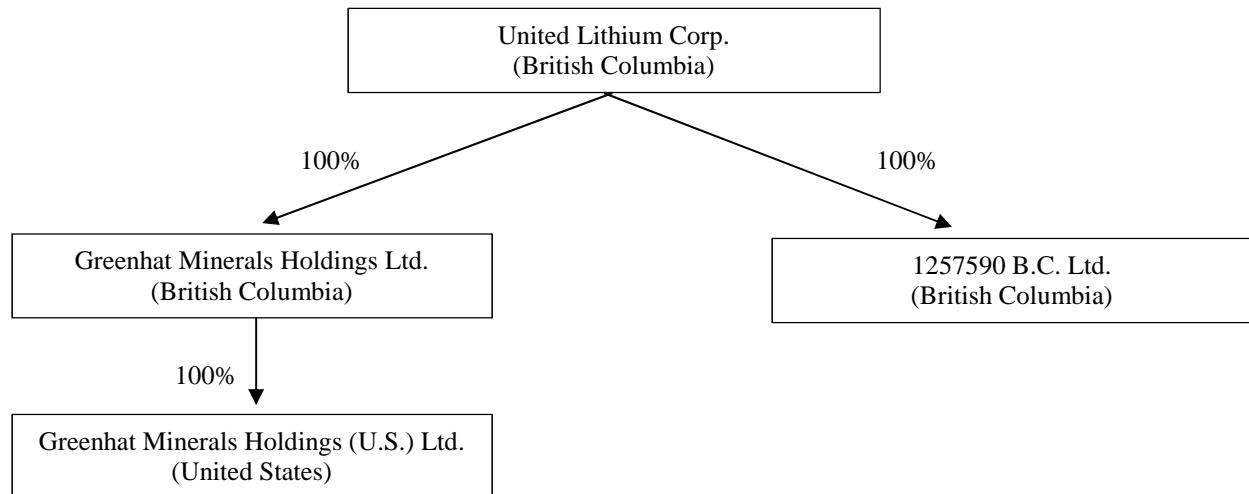 United Lithium Corp.
(British Columbia)
100%
100%
Greenhat Minerals Holdings Ltd.
(British Columbia)
1257590 B.C. Ltd.
(British Columbia)
100%
Greenhat Minerals Holdings (U.S.) Ltd.
(United States)